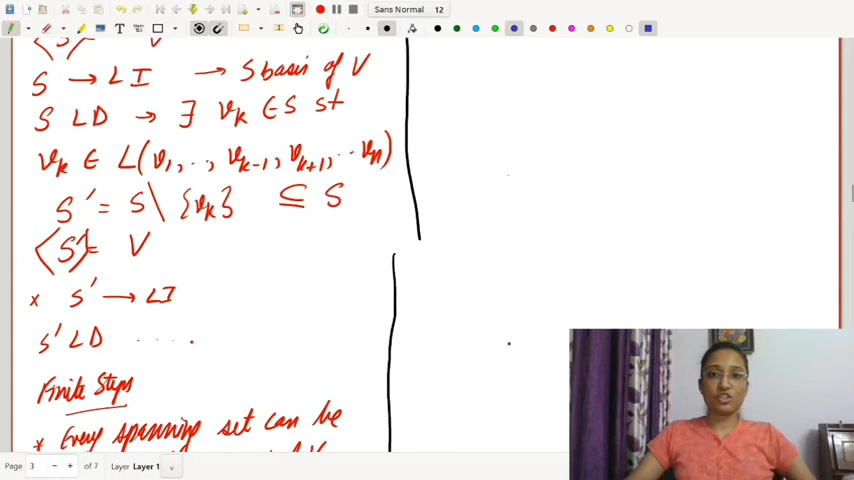 Sans Normal 12
⟨S⟩= V
S → LI → S basis of V
S LD → ∃ vₖ ∈ S st
vₖ ∈ L(v₁, .., vₖ₋₁, vₖ₊₁, ..vₙ)
S' = S\ {vₖ} ⊆ S
⟨S'⟩= V
* S' → LI
S' LD .....
Finite Steps
* Every spanning set can be
Page 3 - + of 7 Layer Layer 1